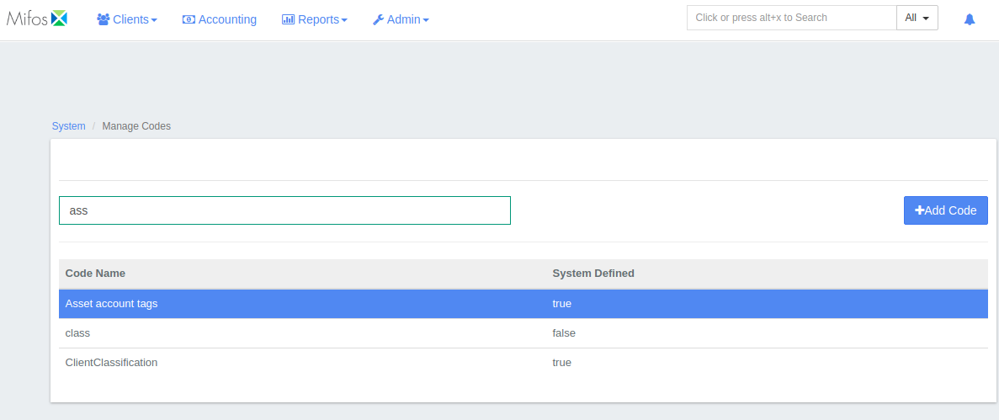 Mifos Clients Accounting Reports Admin Click or press alt+x to Search All
System / Manage Codes
ass Add Code
Code Name System Defined
Asset account tags true
class false
ClientClassification true